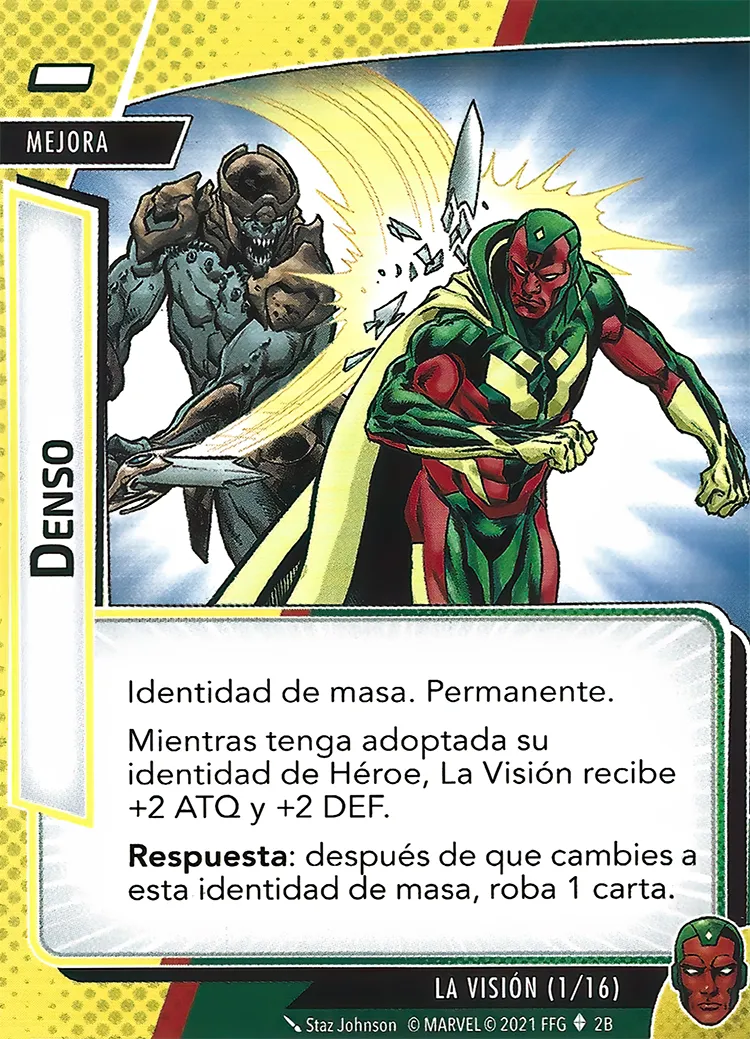 MEJORA
DENSO
Identidad de masa. Permanente.
Mientras tenga adoptada su
identidad de Héroe, La Visión recibe
+2 ATQ y +2 DEF.
Respuesta: después de que cambies a
esta identidad de masa, roba 1 carta.
LA VISIÓN (1/16)
Staz Johnson © MARVEL © 2021 FFG 2B